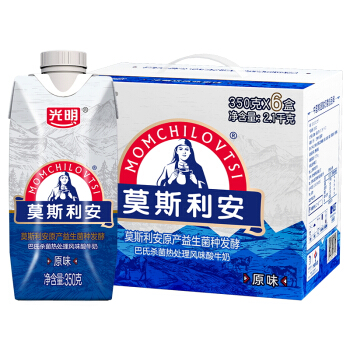 光明
MOMCHILOVTSI
莫斯利安
莫斯利安原产益生菌种发酵
巴氏杀菌热处理风味酸牛奶
原味
净含量:350克
350克×6盒
净含量:2.1千克
MOMCHILOVTSI
莫斯利安
莫斯利安原产益生菌种发酵
巴氏杀菌热处理风味酸牛奶
原味